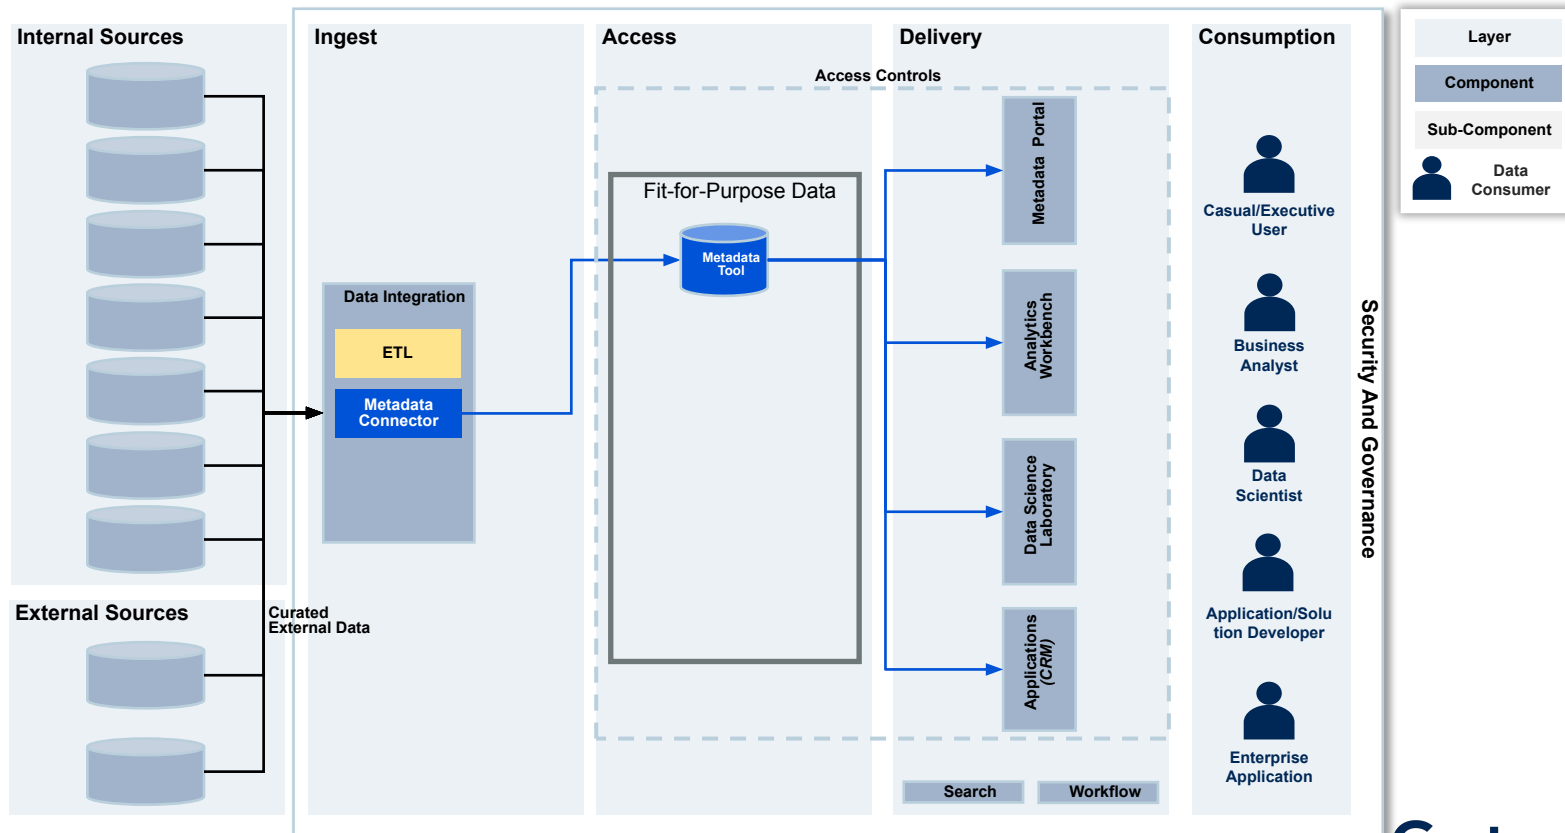 Internal Sources
Ingest
Access
Delivery
Consumption
Layer
Component
Sub-Component
Data
Consumer
Access Controls
Fit-for-Purpose Data
Metadata
Tool
Data Integration
ETL
Metadata
Connector
Metadata Portal
Analytics
Workbench
Data Science
Laboratory
Applications
(CRM)
Casual/Executive
User
Business
Analyst
Data
Scientist
Application/Solu
tion Developer
Enterprise
Application
Security And Governance
External Sources
Curated
External Data
Search
Workflow